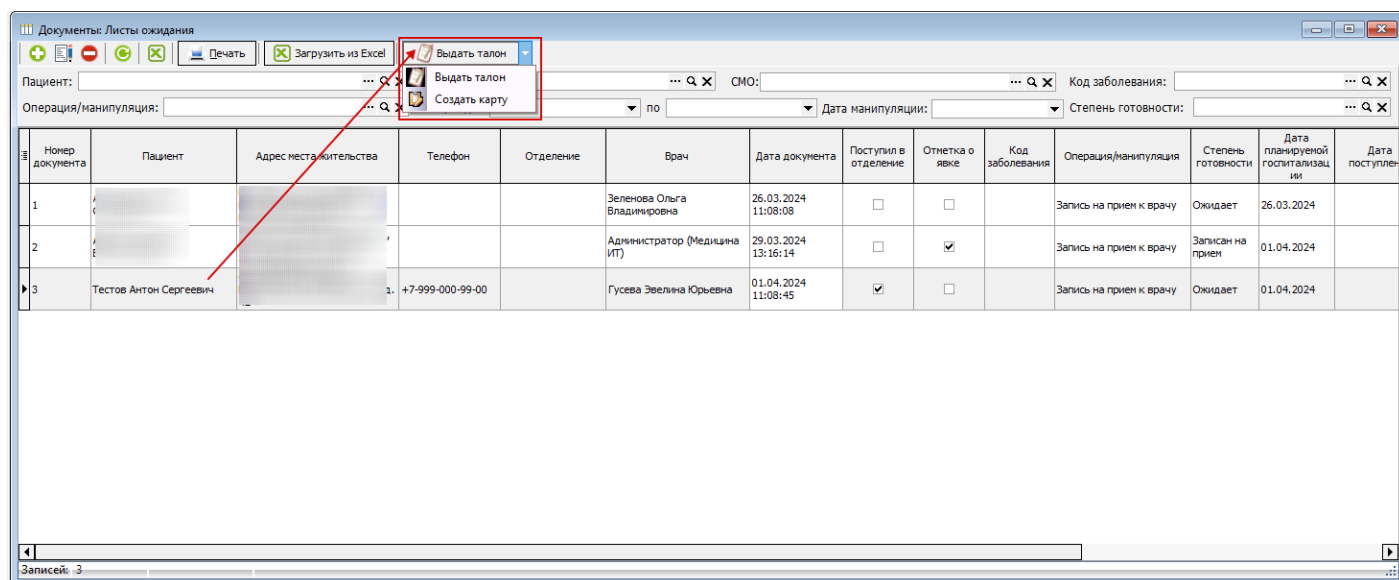 Документы: Листы ожидания
Печать Загрузить из Excel Выдать талон
Выдать талон
Создать карту
Пациент: СМО: Код заболевания:
Операция/манипуляция: по Дата манипуляции: Степень готовности:
Номер документа Пациент Адрес места жительства Телефон Отделение Врач Дата документа Поступил в отделение Отметка о явке Код заболевания Операция/манипуляция Степень готовности Дата планируемой госпитализац ии Дата поступлен
1 Зеленова Ольга Владимировна 26.03.2024 11:08:08 Запись на прием к врачу Ожидает 26.03.2024
2 Администратор (Медицина ИТ) 29.03.2024 13:16:14 Запись на прием к врачу Записан на прием 01.04.2024
3 Тестов Антон Сергеевич +7-999-000-99-00 Гусева Эвелина Юрьевна 01.04.2024 11:08:45 Запись на прием к врачу Ожидает 01.04.2024
Записей: 3